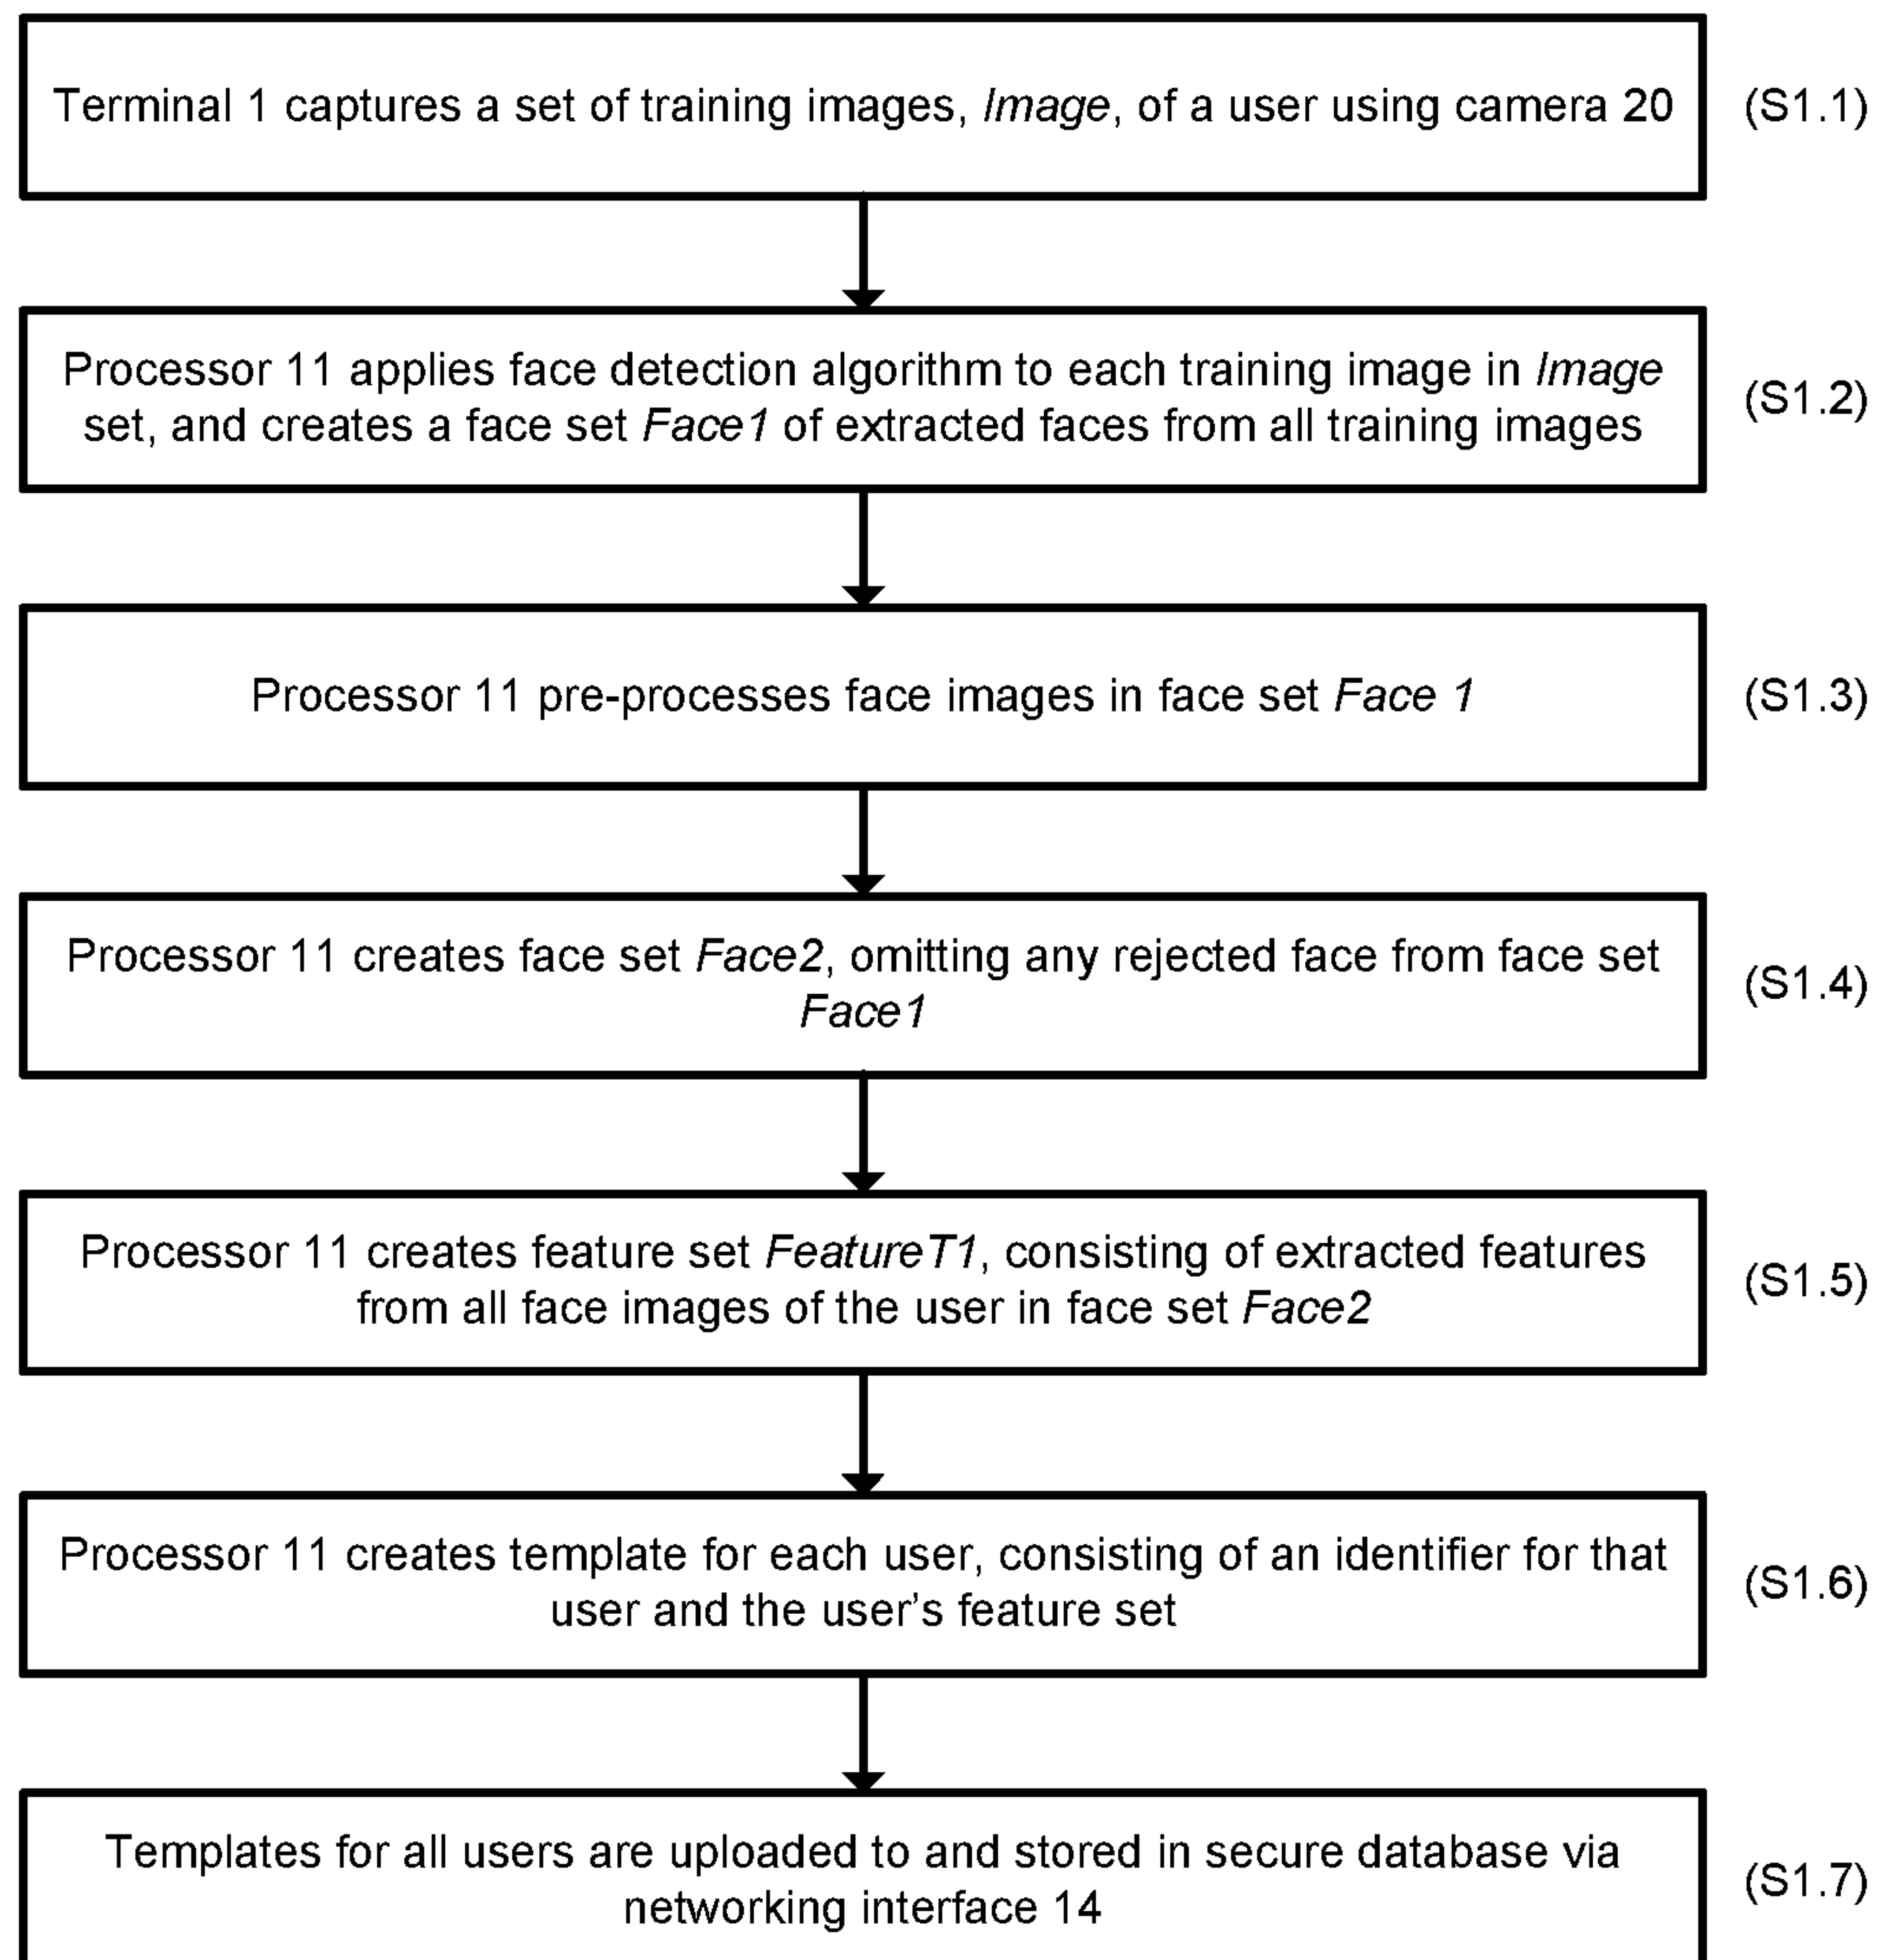 Terminal 1 captures a set of training images, Image, of a user using camera 20
(S1.1)
Processor 11 applies face detection algorithm to each training image in Image
set, and creates a face set Face1 of extracted faces from all training images
(S1.2)
Processor 11 pre-processes face images in face set Face 1
(S1.3)
Processor 11 creates face set Face2, omitting any rejected face from face set
Face1
(S1.4)
Processor 11 creates feature set FeatureT1, consisting of extracted features
from all face images of the user in face set Face2
(S1.5)
Processor 11 creates template for each user, consisting of an identifier for that
user and the user's feature set
(S1.6)
Templates for all users are uploaded to and stored in secure database via
networking interface 14
(S1.7)